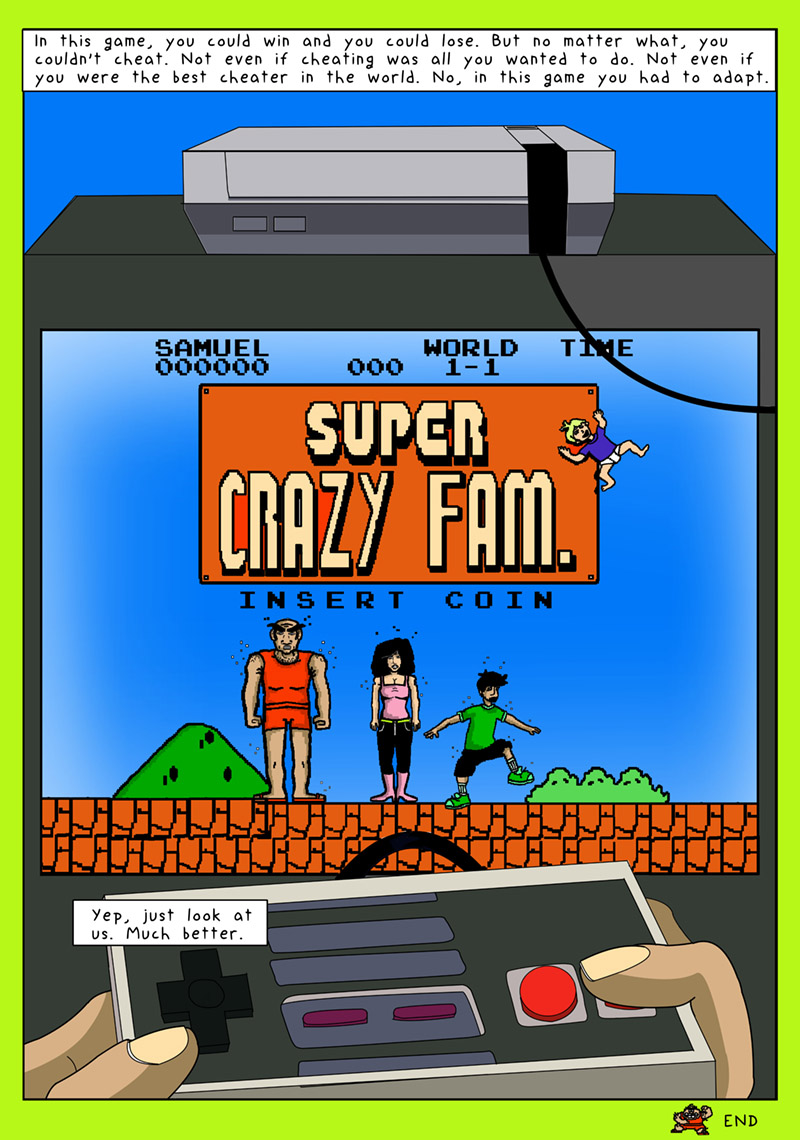 In this game, you could win and you could lose. But no matter what, you
couldn't cheat. Not even if cheating was all you wanted to do. Not even if
you were the best cheater in the world. No, in this game you had to adapt.
SAMUEL WORLD TIME
000000 000 1-1
SUPER
CRAZY FAM.
INSERT COIN
Yep, just look at
us. Much better.
END